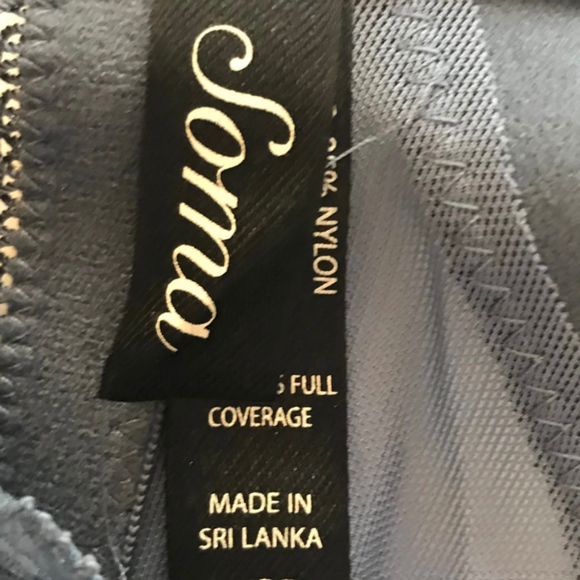 Soma
NYLON
FULL
COVERAGE
MADE IN
SRI LANKA